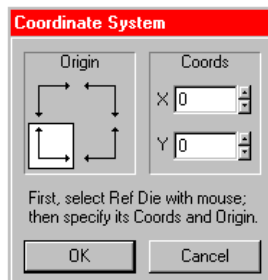 Coordinate System
Origin
Coords
X 0
Y 0
First, select Ref Die with mouse;
then specify its Coords and Origin.
OK
Cancel